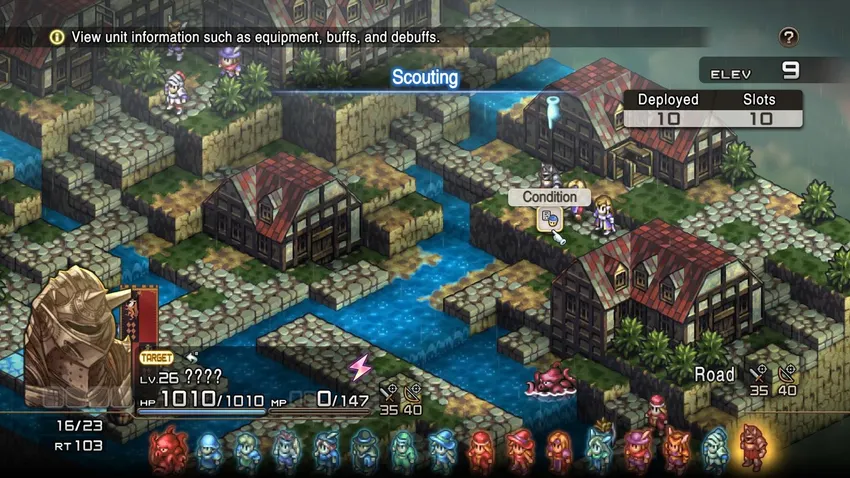 View unit information such as equipment, buffs, and debuffs.
?
Scouting
ELEV 9
Deployed Slots
10 10
Condition
TARGET
LV.26 ????
HP 1010/1010 MP 0/147
35 40
Road
35 40
16/23
RT 103